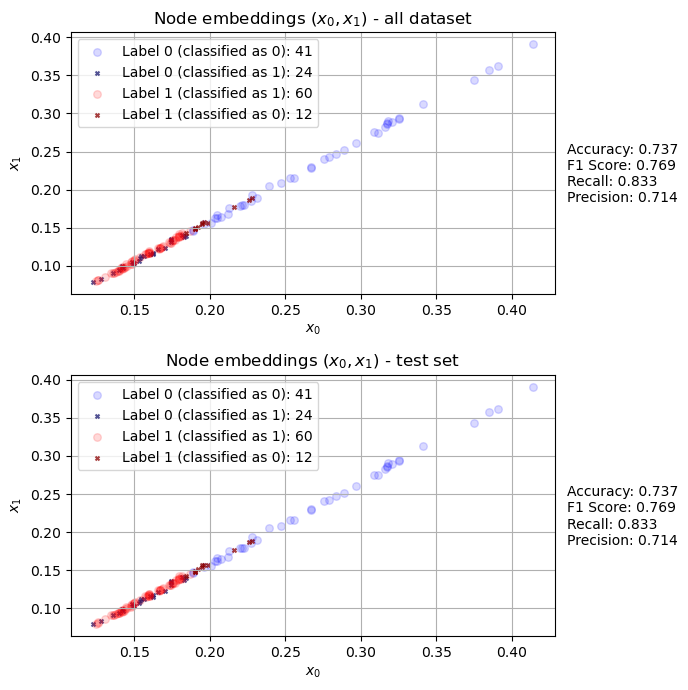 Node embeddings (x₀, x₁) - all dataset
0.40
0.35
0.30
0.25
0.20
0.15
0.10
x₁
Label 0 (classified as 0): 41
Label 0 (classified as 1): 24
Label 1 (classified as 1): 60
Label 1 (classified as 0): 12
Accuracy: 0.737
F1 Score: 0.769
Recall: 0.833
Precision: 0.714
0.15 0.20 0.25 0.30 0.35 0.40
x₀
Node embeddings (x₀, x₁) - test set
0.40
0.35
0.30
0.25
0.20
0.15
0.10
x₁
Label 0 (classified as 0): 41
Label 0 (classified as 1): 24
Label 1 (classified as 1): 60
Label 1 (classified as 0): 12
Accuracy: 0.737
F1 Score: 0.769
Recall: 0.833
Precision: 0.714
0.15 0.20 0.25 0.30 0.35 0.40
x₀